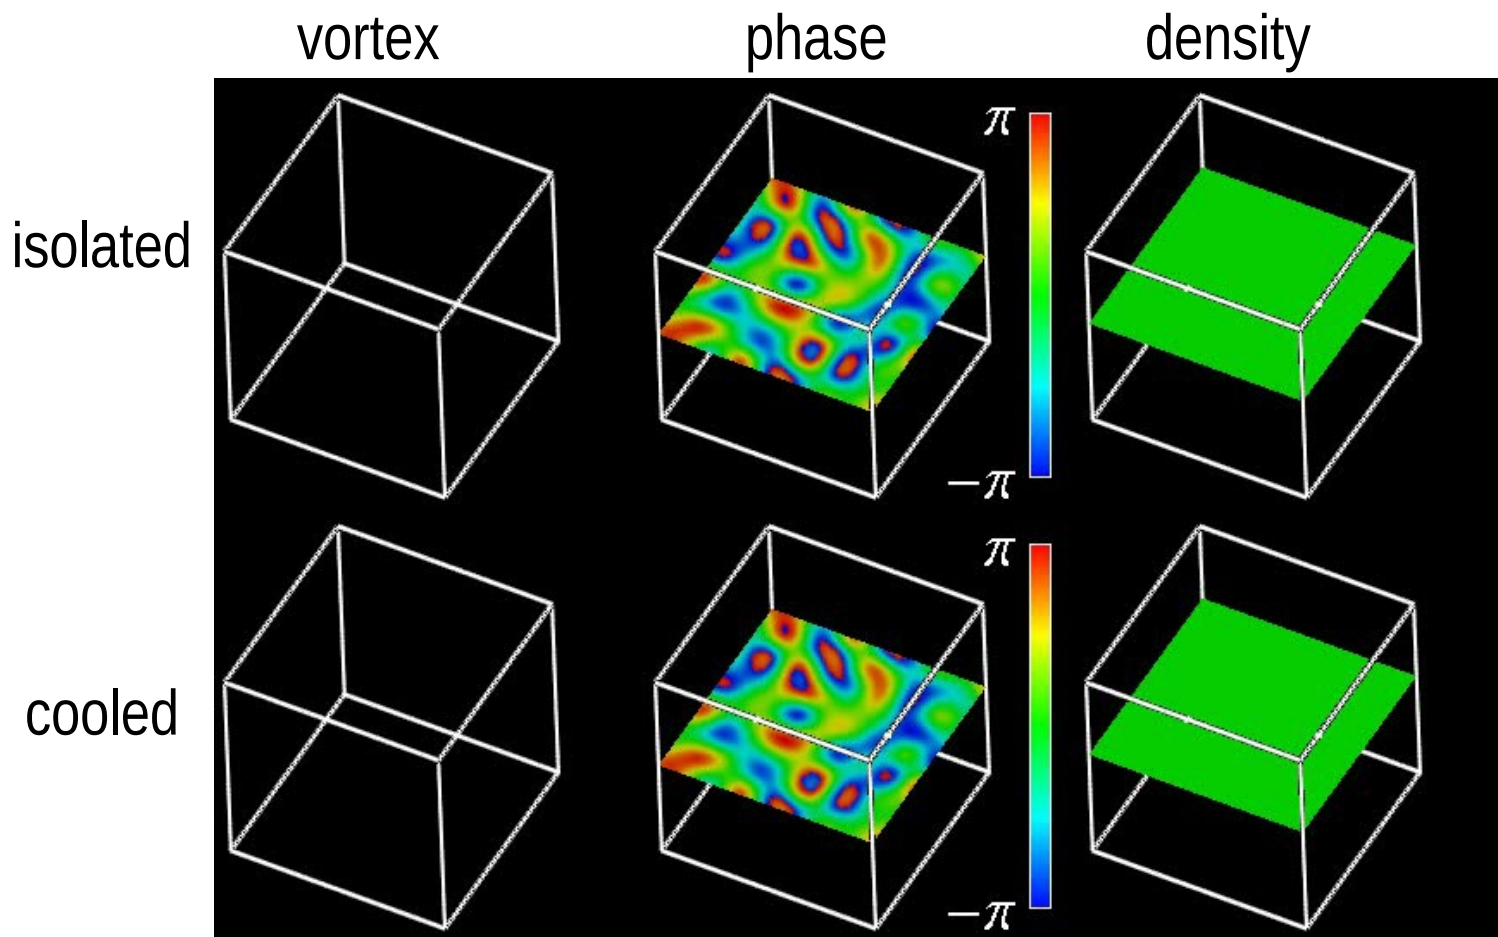 vortex phase density
isolated
π
−π
cooled
π
−π